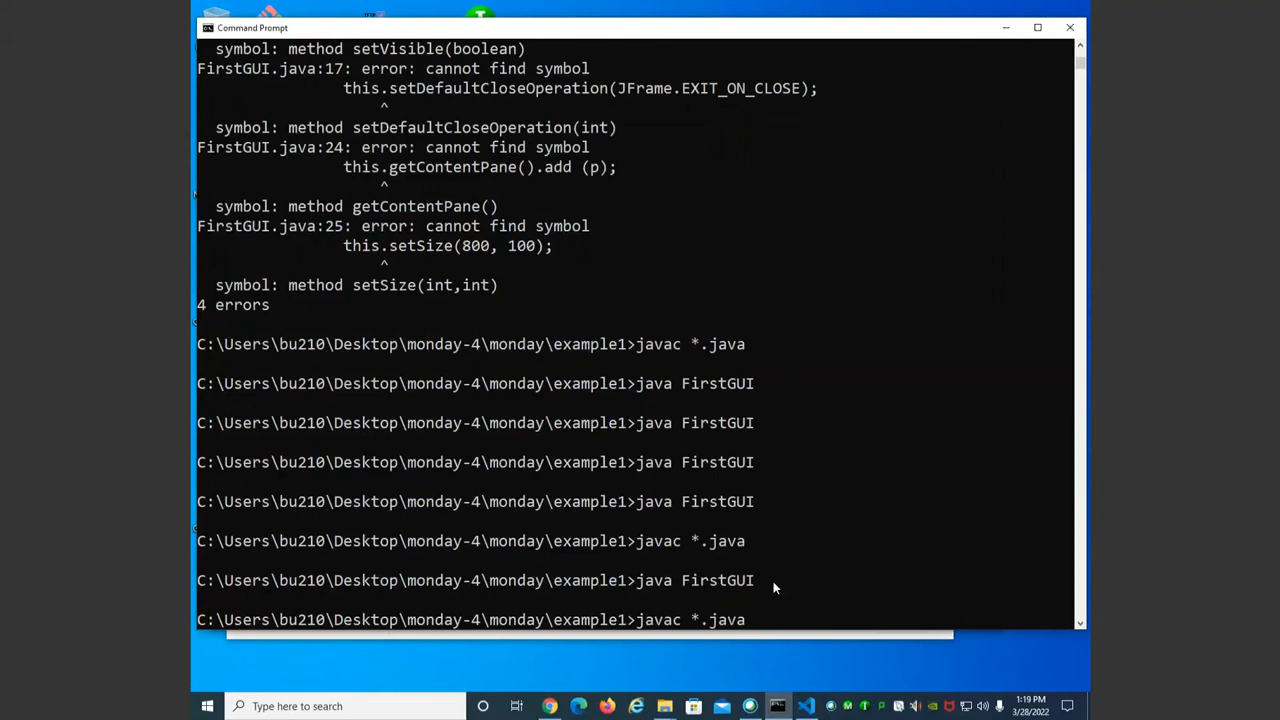 Command Prompt
symbol: method setVisible(boolean)
FirstGUI.java:17: error: cannot find symbol
this.setDefaultCloseOperation(JFrame.EXIT_ON_CLOSE);
^
symbol: method setDefaultCloseOperation(int)
FirstGUI.java:24: error: cannot find symbol
this.getContentPane().add (p);
^
symbol: method getContentPane()
FirstGUI.java:25: error: cannot find symbol
this.setSize(800, 100);
^
symbol: method setSize(int,int)
4 errors
C:\Users\bu210\Desktop\monday-4\monday\example1>javac *.java
C:\Users\bu210\Desktop\monday-4\monday\example1>java FirstGUI
C:\Users\bu210\Desktop\monday-4\monday\example1>java FirstGUI
C:\Users\bu210\Desktop\monday-4\monday\example1>java FirstGUI
C:\Users\bu210\Desktop\monday-4\monday\example1>java FirstGUI
C:\Users\bu210\Desktop\monday-4\monday\example1>javac *.java
C:\Users\bu210\Desktop\monday-4\monday\example1>java FirstGUI
C:\Users\bu210\Desktop\monday-4\monday\example1>javac *.java
Type here to search
1:19 PM
3/28/2022